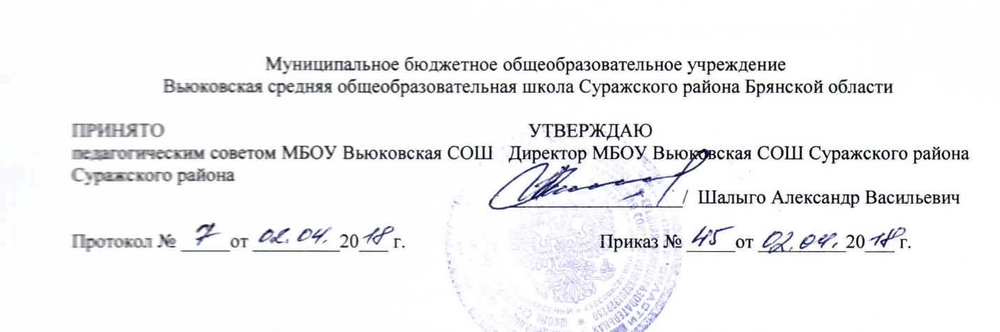 Муниципальное бюджетное общеобразовательное учреждение
Вьюковская средняя общеобразовательная школа Суражского района Брянской области
ПРИНЯТО УТВЕРЖДАЮ
педагогическим советом МБОУ Вьюковская СОШ Директор МБОУ Вьюковская СОШ Суражского района
Суражского района
/ Шалыго Александр Васильевич
Протокол № 7 от 02.04. 2018 г. Приказ № 45 от 02.04. 2018 г.